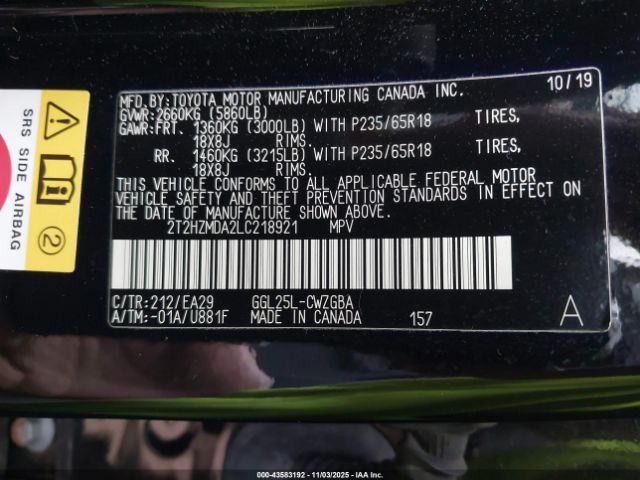 MFD.BY:TOYOTA MOTOR MANUFACTURING CANADA INC. 10/19
GVWR:2660KG (5860LB)
GAWR:FRT. 1360KG (3000LB) WITH P235/65R18 TIRES,
18X8J RIMS.
RR. 1460KG (3215LB) WITH P235/65R18 TIRES,
18X8J RIMS.
THIS VEHICLE CONFORMS TO ALL APPLICABLE FEDERAL MOTOR
VEHICLE SAFETY AND THEFT PREVENTION STANDARDS IN EFFECT ON
THE DATE OF MANUFACTURE SHOWN ABOVE.
2T2HZMDA2LC218921 MPV
C/TR:212/EA29 GGL25L-CWZGBA
A/TM:-01A/U881F MADE IN CANADA 157 A
SRS SIDE AIRBAG
2
000-43583192 - 11/03/2025 - IAA Inc.